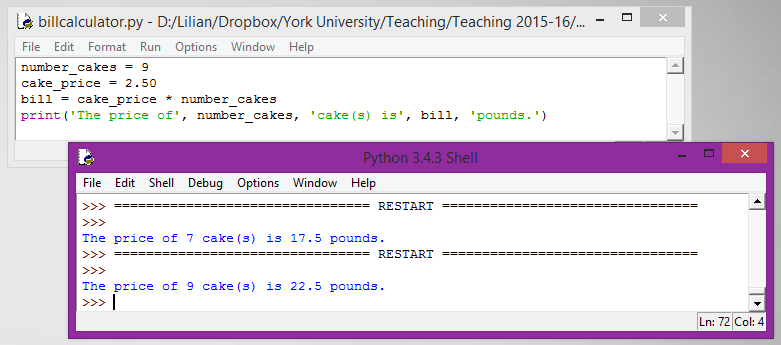 billcalculator.py - D:/Lilian/Dropbox/York University/Teaching/Teaching 2015-16/...
File Edit Format Run Options Window Help
number_cakes = 9
cake_price = 2.50
bill = cake_price * number_cakes
print('The price of', number_cakes, 'cake(s) is', bill, 'pounds.')
Python 3.4.3 Shell
File Edit Shell Debug Options Window Help
>>> ================================ RESTART ================================
>>>
The price of 7 cake(s) is 17.5 pounds.
>>> ================================ RESTART ================================
>>>
The price of 9 cake(s) is 22.5 pounds.
>>>
Ln: 72 Col: 4